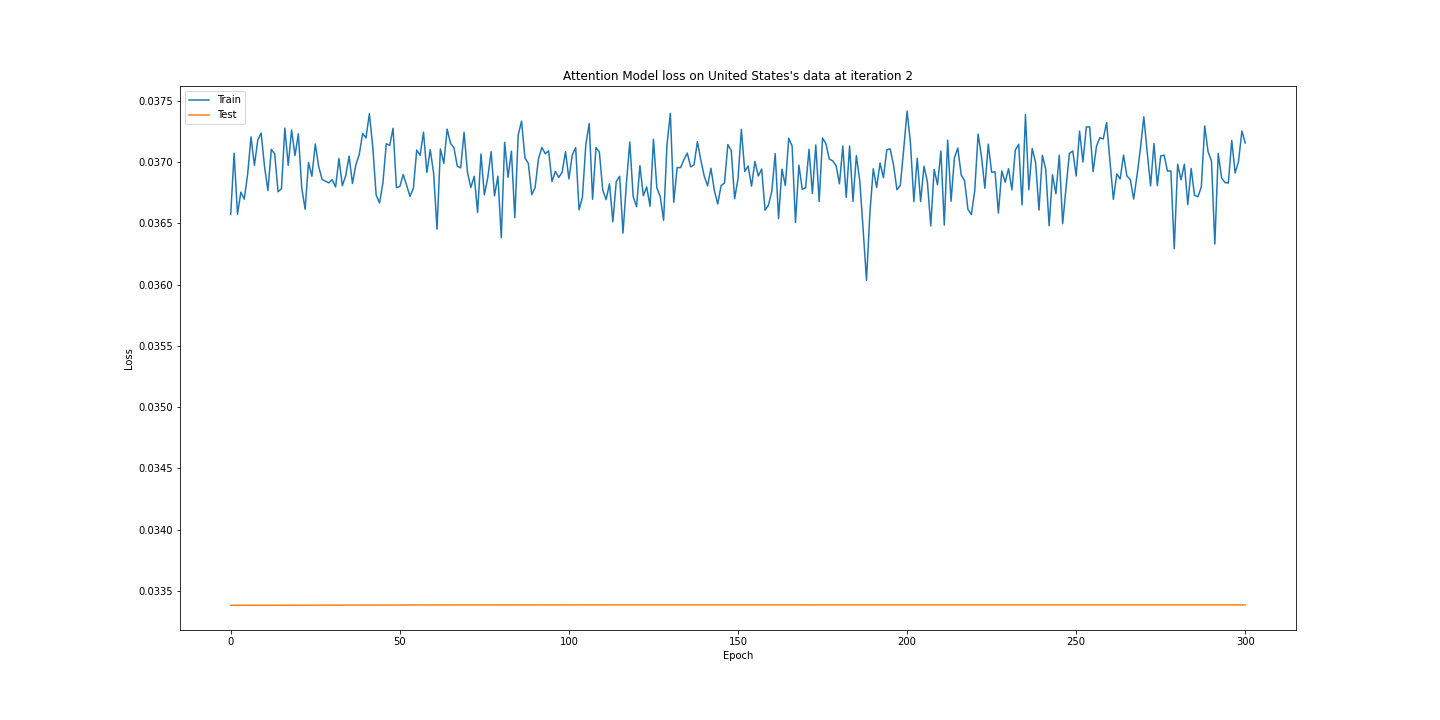 Attention Model loss on United States's data at iteration 2
Train
Test
0.0375
0.0370
0.0365
0.0360
0.0355
0.0350
0.0345
0.0340
0.0335
Loss
0 50 100 150 200 250 300
Epoch